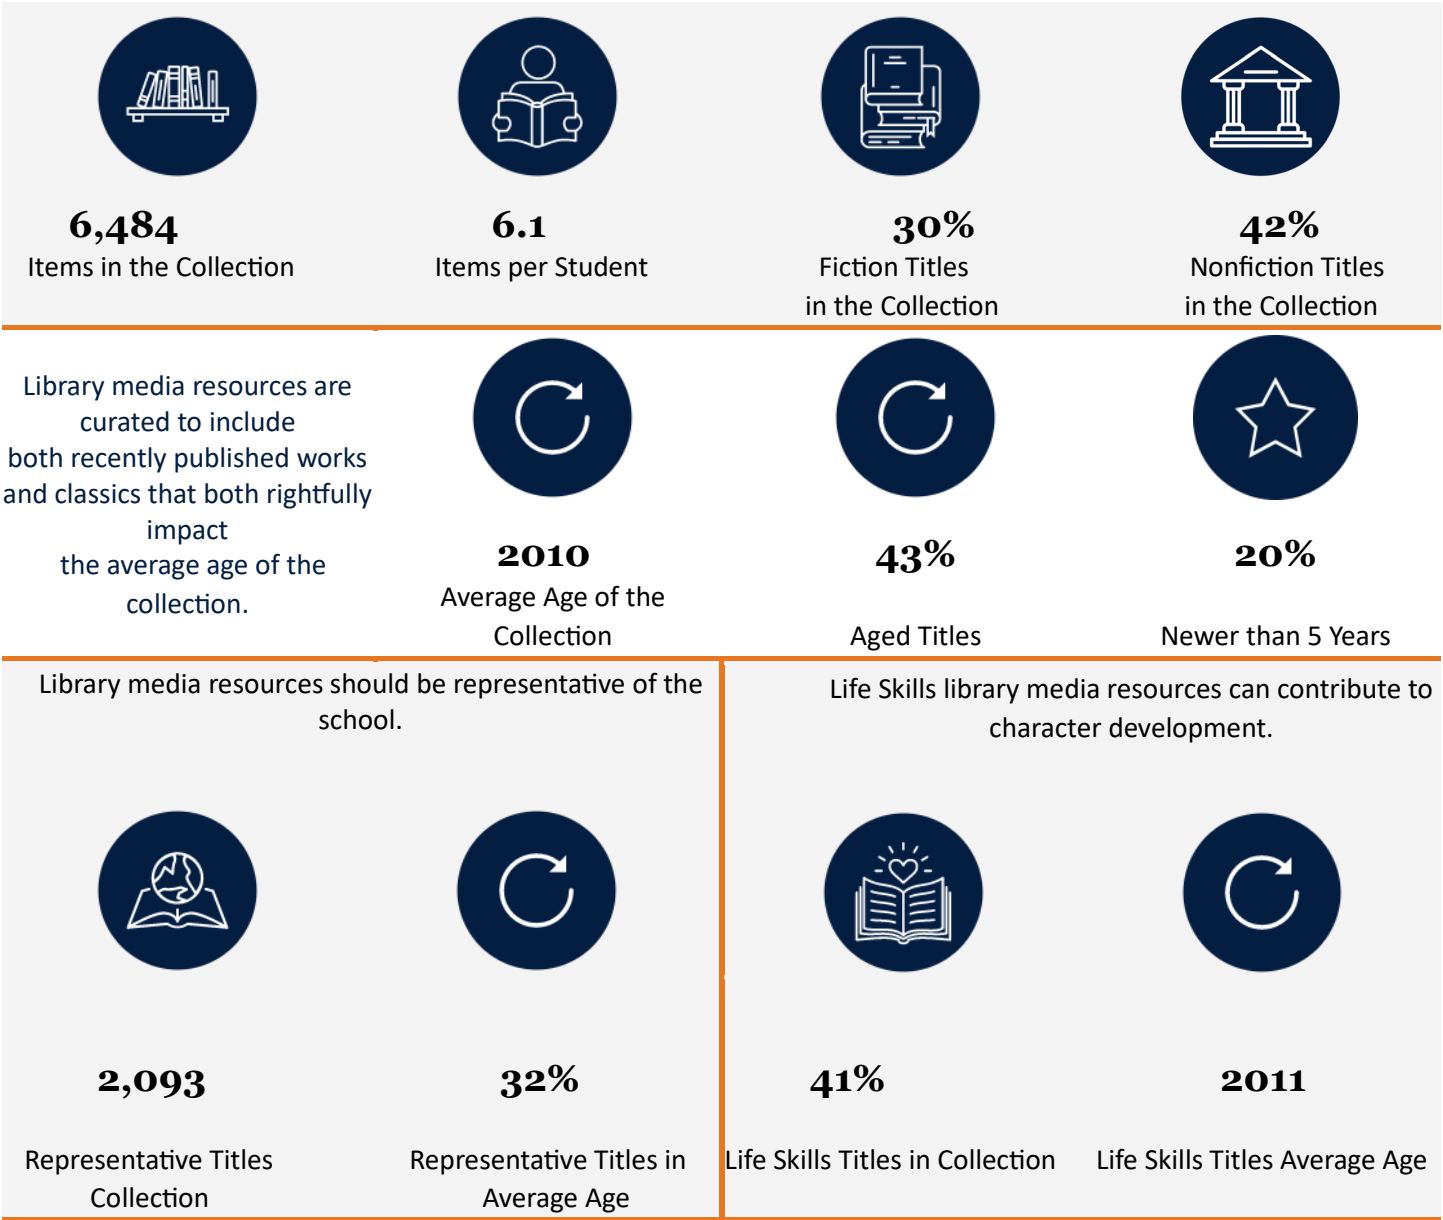 6,484
Items in the Collection
6.1
Items per Student
30%
Fiction Titles
in the Collection
42%
Nonfiction Titles
in the Collection
Library media resources are
curated to include
both recently published works
and classics that both rightfully
impact
the average age of the
collection.
2010
Average Age of the
Collection
43%
Aged Titles
20%
Newer than 5 Years
Library media resources should be representative of the
school.
2,093
Representative Titles
Collection
32%
Representative Titles in
Average Age
Life Skills library media resources can contribute to
character development.
41%
Life Skills Titles in Collection
2011
Life Skills Titles Average Age